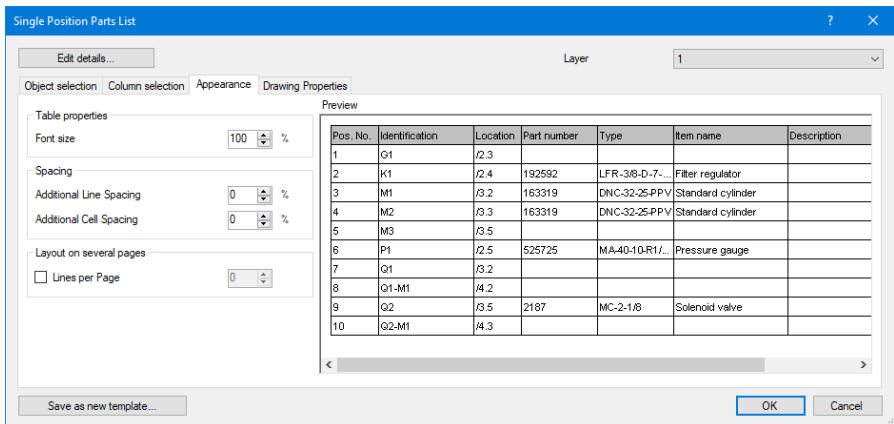 Single Position Parts List
Edit details...
Layer
1
Object selection Column selection Appearance Drawing Properties
Table properties
Font size 100 %
Spacing
Additional Line Spacing 0 %
Additional Cell Spacing 0 %
Layout on several pages
Lines per Page 0
Preview
Pos. No. Identification Location Part number Type Item name Description
1 G1 /2.3
2 K1 /2.4 192592 LFR-3/8-D-7-... Filter regulator
3 M1 /3.2 163319 DNC-32-25-PPV Standard cylinder
4 M2 /3.3 163319 DNC-32-25-PPV Standard cylinder
5 M3 /3.5
6 P1 /2.5 525725 MA-40-10-R1/... Pressure gauge
7 Q1 /3.2
8 Q1-M1 /4.2
9 Q2 /3.5 2187 MC-2-1/8 Solenoid valve
10 Q2-M1 /4.3
Save as new template...
OK
Cancel